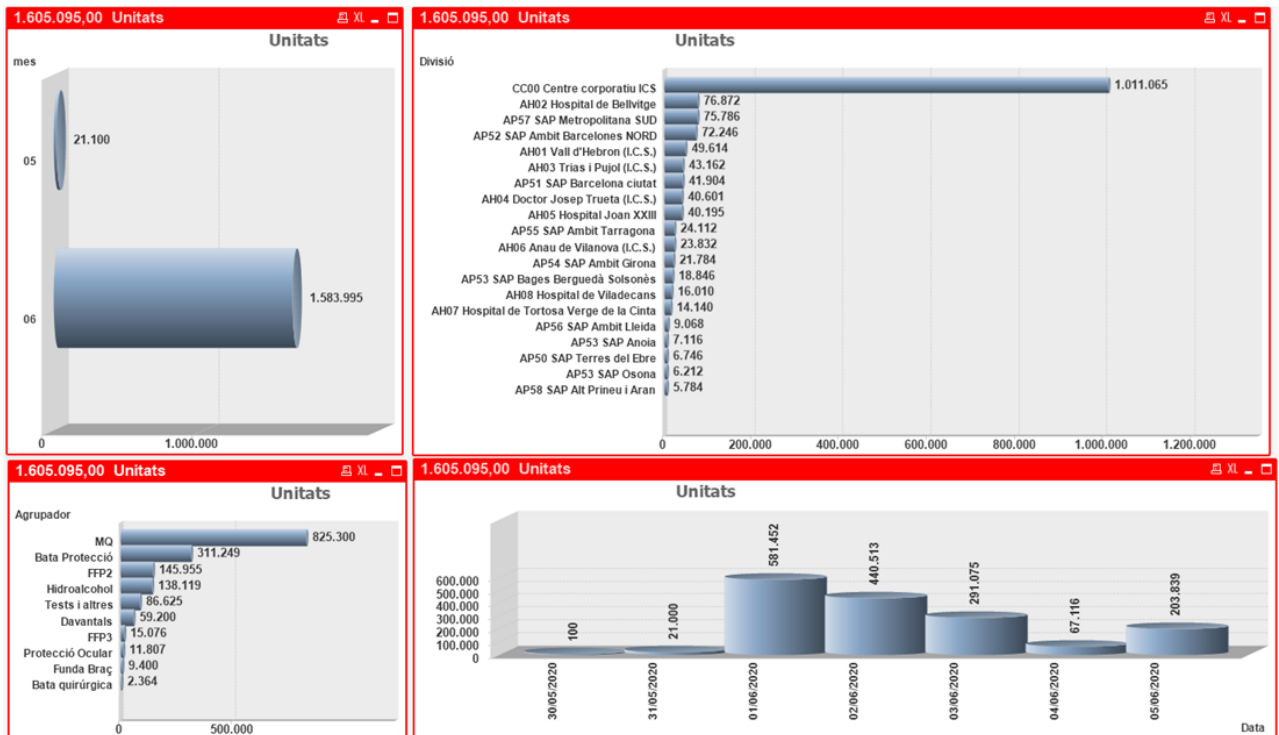 1.605.095,00 Unitats
XL
Unitats
mes
05
21.100
06
1.583.995
0
1.000.000
1.605.095,00 Unitats
XL
Unitats
Divisió
CC00 Centre corporatiu ICS 1.011.065
AH02 Hospital de Bellvitge 76.872
AP57 SAP Metropolitana SUD 75.786
AP52 SAP Ambit Barcelones NORD 72.246
AH01 Vall d'Hebron (I.C.S.) 49.614
AH03 Trias i Pujol (I.C.S.) 43.162
AP51 SAP Barcelona ciutat 41.904
AH04 Doctor Josep Trueta (I.C.S.) 40.601
AH05 Hospital Joan XXIII 40.195
AP55 SAP Ambit Tarragona 24.112
AH06 Anau de Vilanova (I.C.S.) 23.832
AP54 SAP Ambit Girona 21.784
AP53 SAP Bages Berguedà Solsonès 18.846
AH08 Hospital de Viladecans 16.010
AH07 Hospital de Tortosa Verge de la Cinta 14.140
AP56 SAP Ambit Lleida 9.068
AP53 SAP Anoia 7.116
AP50 SAP Terres del Ebre 6.746
AP53 SAP Osona 6.212
AP58 SAP Alt Prineu i Aran 5.784
0 200.000 400.000 600.000 800.000 1.000.000 1.200.000
1.605.095,00 Unitats
XL
Unitats
Agrupador
MQ 825.300
Bata Protecció 311.249
FFP2 145.955
Hidroalcohol 138.119
Tests i altres 86.625
Davantals 59.200
FFP3 15.076
Protecció Ocular 11.807
Funda Braç 9.400
Bata quirúrgica 2.364
0 500.000
1.605.095,00 Unitats
XL
Unitats
600.000
500.000
400.000
300.000
200.000
100.000
0
100
21.000
581.452
440.513
291.075
67.116
203.839
30/05/2020
31/05/2020
01/06/2020
02/06/2020
03/06/2020
04/06/2020
05/06/2020
Data